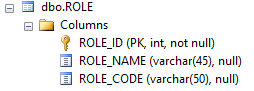 dbo.ROLE
Columns
ROLE_ID (PK, int, not null)
ROLE_NAME (varchar(45), null)
ROLE_CODE (varchar(50), null)